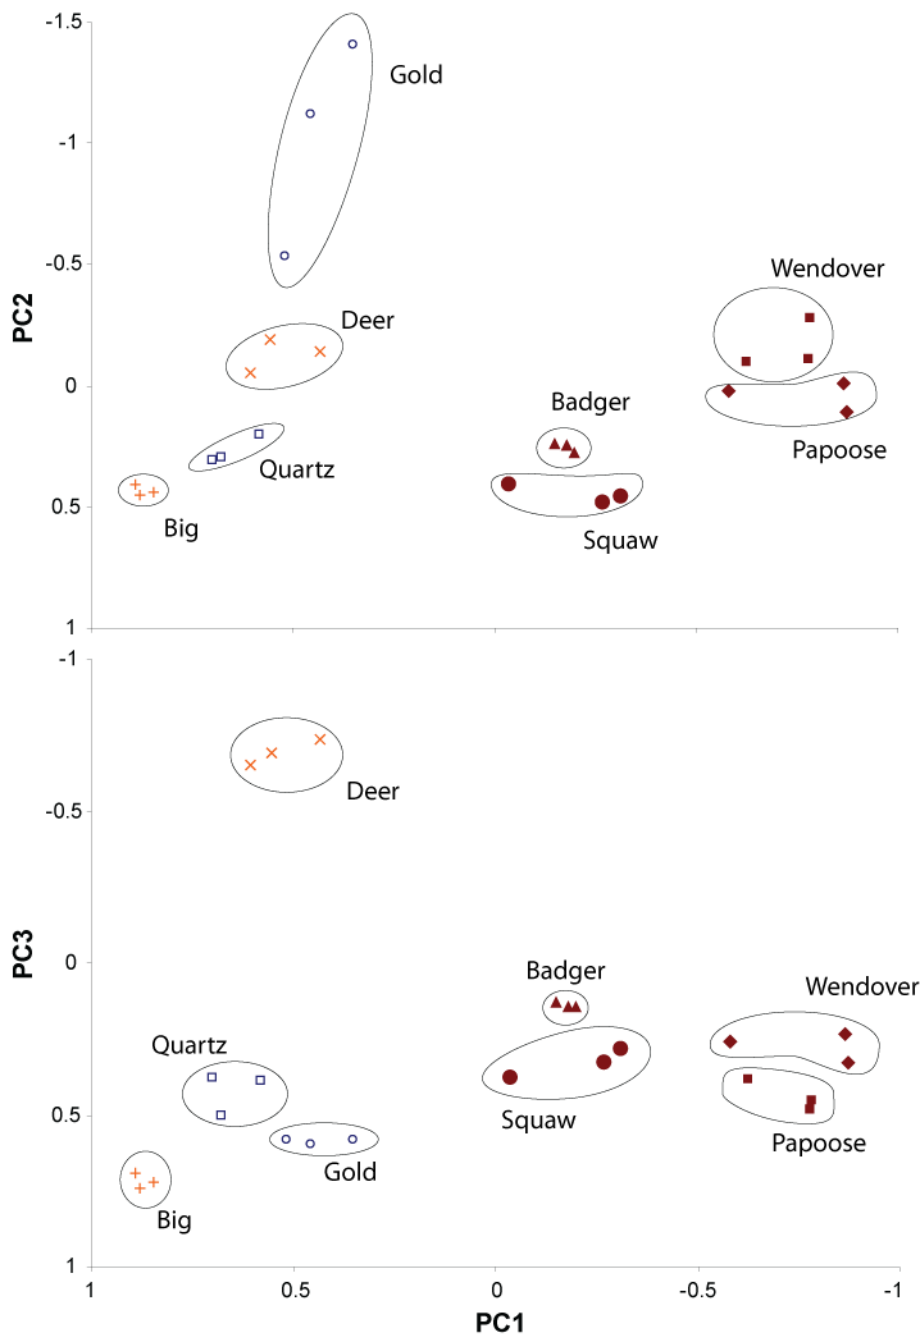 -1.5
Gold
-1
-0.5
Wendover
Deer
PC2
0
Badger
Papoose
Quartz
Big
0.5
Squaw
1
-1
Deer
-0.5
PC3
0
Badger
Wendover
Quartz
0.5
Squaw
Papoose
Gold
Big
1
1 0.5 0 -0.5 -1
PC1